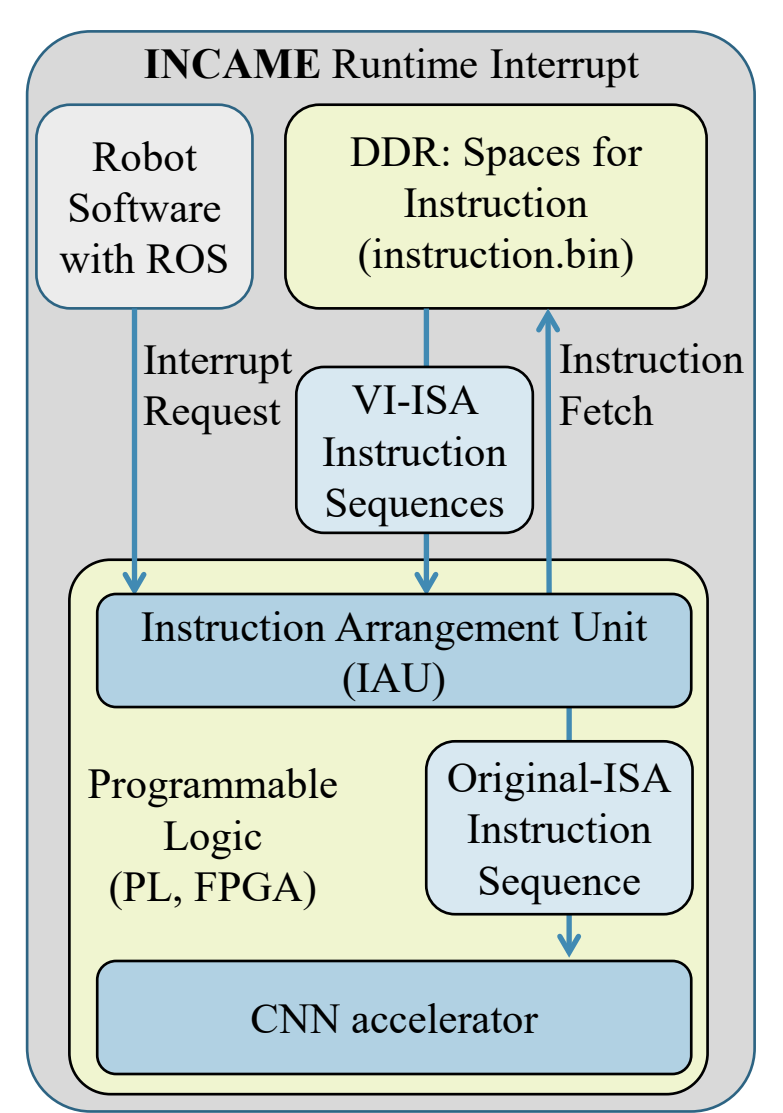 INCAME Runtime Interrupt
Robot
Software
with ROS
DDR: Spaces for
Instruction
(instruction.bin)
Interrupt
Request
VI-ISA
Instruction
Sequences
Instruction
Fetch
Instruction Arrangement Unit
(IAU)
Programmable
Logic
(PL, FPGA)
Original-ISA
Instruction
Sequence
CNN accelerator